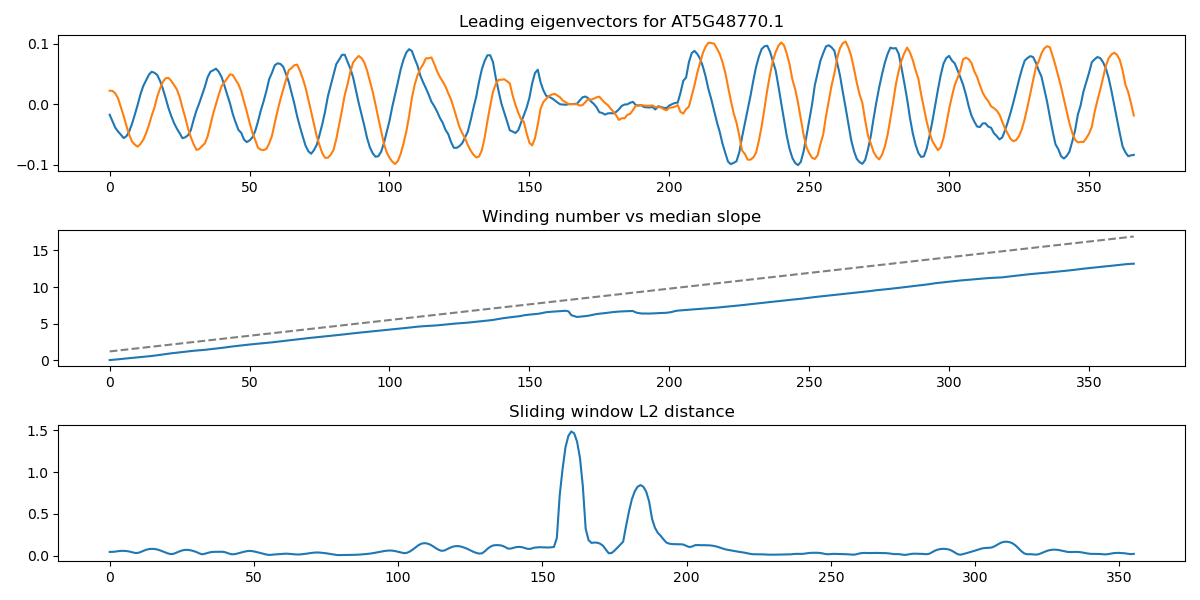 Leading eigenvectors for AT5G48770.1
0.1
0.0
−0.1
0 50 100 150 200 250 300 350
Winding number vs median slope
15
10
5
0
0 50 100 150 200 250 300 350
Sliding window L2 distance
1.5
1.0
0.5
0.0
0 50 100 150 200 250 300 350